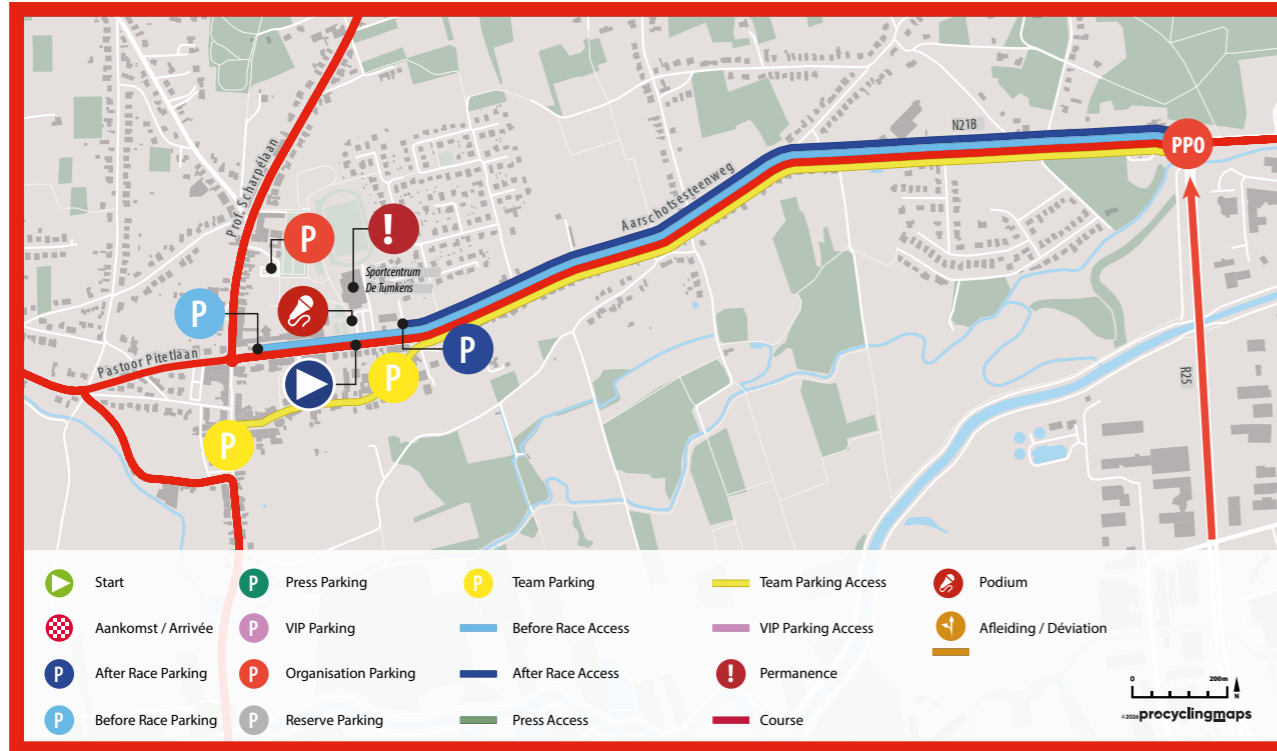 N21B
PPO
Aarschotsesteenweg
Prof. Scharpélaan
P
!
Sportcentrum
De Tumkens
P
P
Pastoor Pitetlaan
P
R25
P
Start
P
Press Parking
P
Team Parking
Team Parking Access
Podium
Aankomst / Arrivée
P
VIP Parking
Before Race Access
VIP Parking Access
Afleiding / Déviation
P
After Race Parking
P
Organisation Parking
After Race Access
!
Permanence
P
Before Race Parking
P
Reserve Parking
Press Access
Course
0
200m
N
©2026 procyclingmaps